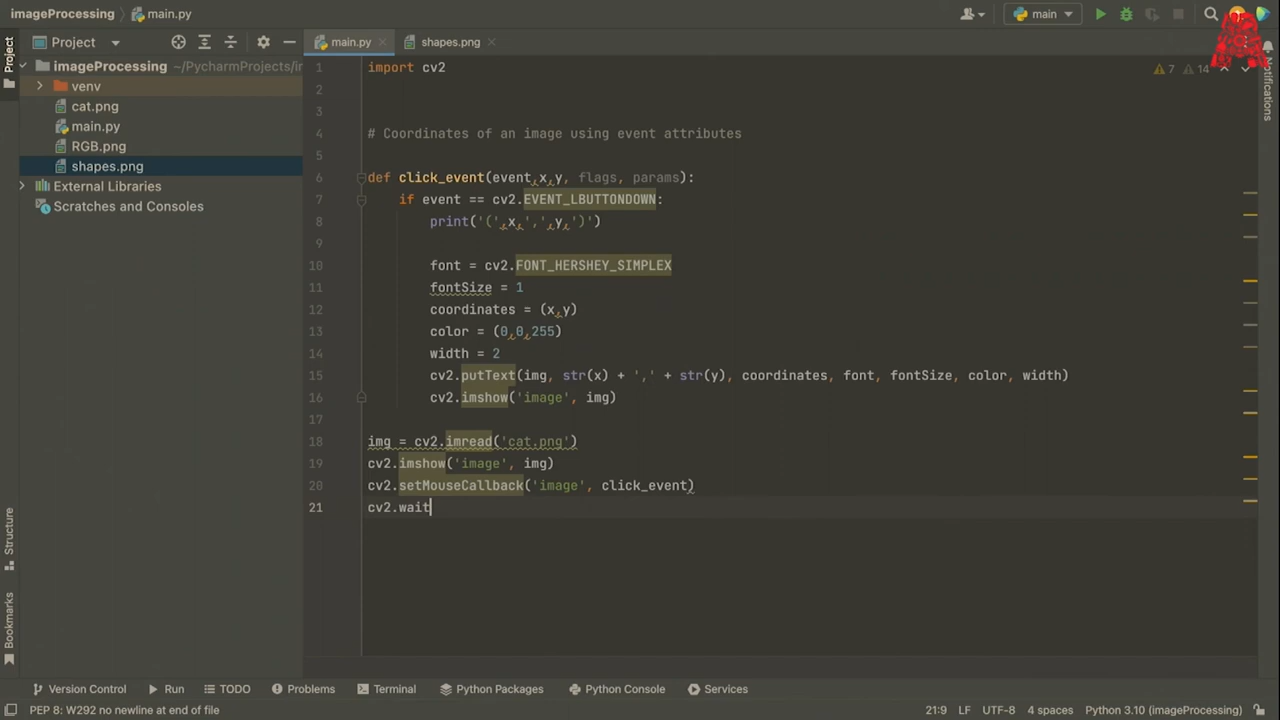 imageProcessing
main.py
main
Project
Project
main.py
shapes.png
imageProcessing ~/PycharmProjects/in
venv
cat.png
main.py
RGB.png
shapes.png
External Libraries
Scratches and Consoles
Structure
Bookmarks
Notifications
7
14
1 import cv2
2
3
4 # Coordinates of an image using event attributes
5
6 def click_event(event,x,y, flags, params):
7 if event == cv2.EVENT_LBUTTONDOWN:
8 print('(',x,',',y,')')
9
10 font = cv2.FONT_HERSHEY_SIMPLEX
11 fontSize = 1
12 coordinates = (x,y)
13 color = (0,0,255)
14 width = 2
15 cv2.putText(img, str(x) + ',' + str(y), coordinates, font, fontSize, color, width)
16 cv2.imshow('image', img)
17
18 img = cv2.imread('cat.png')
19 cv2.imshow('image', img)
20 cv2.setMouseCallback('image', click_event)
21 cv2.wait
Version Control
Run
TODO
Problems
Terminal
Python Packages
Python Console
Services
PEP 8: W292 no newline at end of file
21:9 LF UTF-8 4 spaces Python 3.10 (imageProcessing)